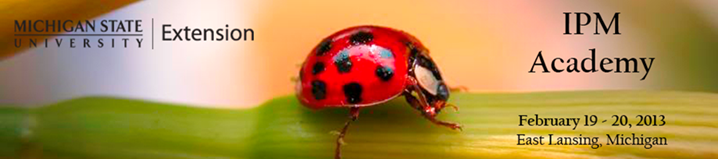 MICHIGAN STATE
UNIVERSITY
Extension
IPM
Academy
February 19 - 20, 2013
East Lansing, Michigan